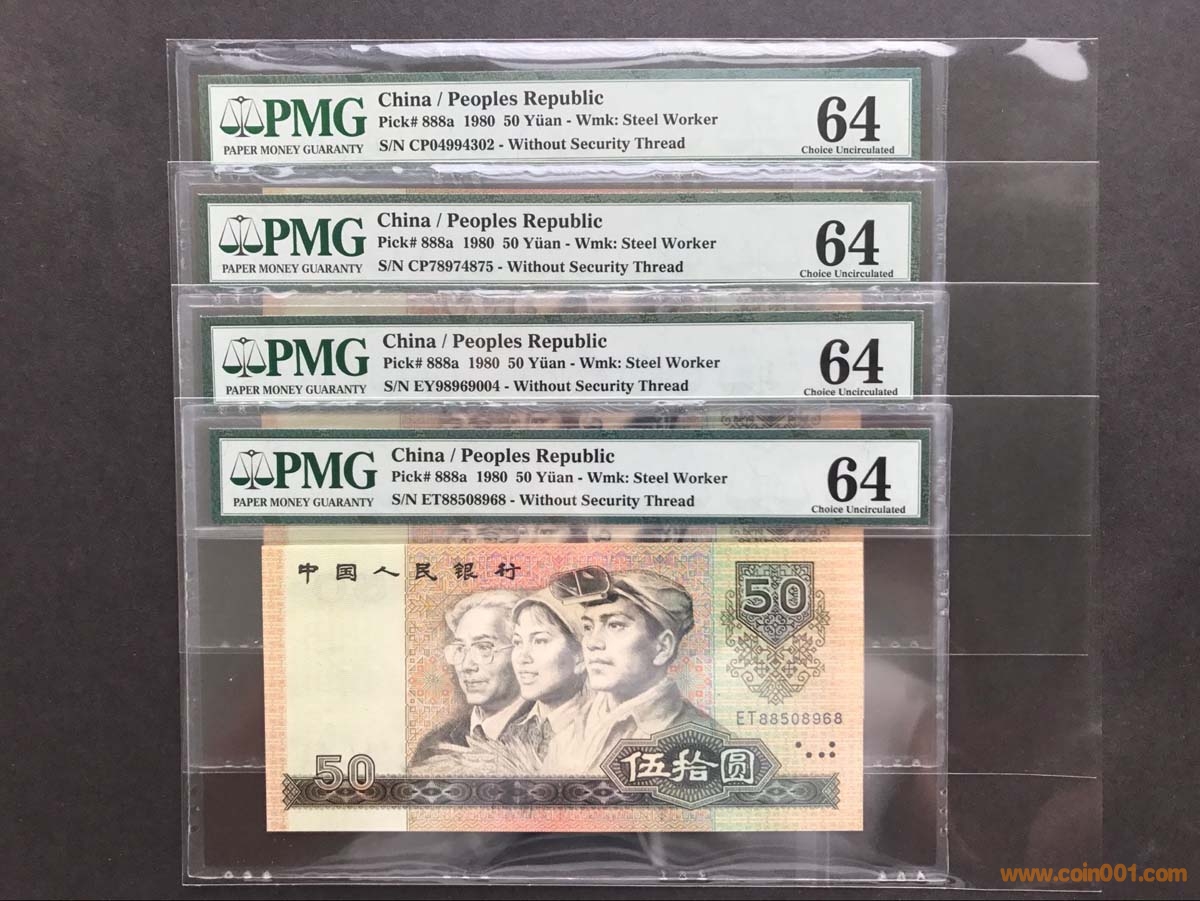 PMG
PAPER MONEY GUARANTY
China / Peoples Republic
Pick# 888a 1980 50 Yüan - Wmk: Steel Worker
S/N CP04994302 - Without Security Thread
64
Choice Uncirculated
PMG
PAPER MONEY GUARANTY
China / Peoples Republic
Pick# 888a 1980 50 Yüan - Wmk: Steel Worker
S/N CP78974875 - Without Security Thread
64
Choice Uncirculated
PMG
PAPER MONEY GUARANTY
China / Peoples Republic
Pick# 888a 1980 50 Yüan - Wmk: Steel Worker
S/N EY98969004 - Without Security Thread
64
Choice Uncirculated
PMG
PAPER MONEY GUARANTY
China / Peoples Republic
Pick# 888a 1980 50 Yüan - Wmk: Steel Worker
S/N ET88508968 - Without Security Thread
64
Choice Uncirculated
中国人民银行
50
ET88508968
50
伍拾圆
www.coin001.com